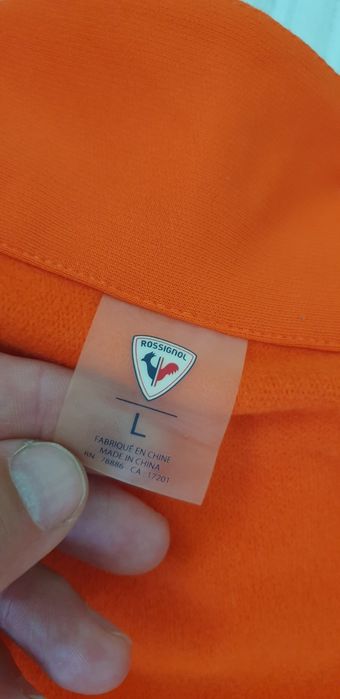 ROSSIGNOL
L
FABRIQUÉ EN CHINE
MADE IN CHINA
RN 78886 CA 17201